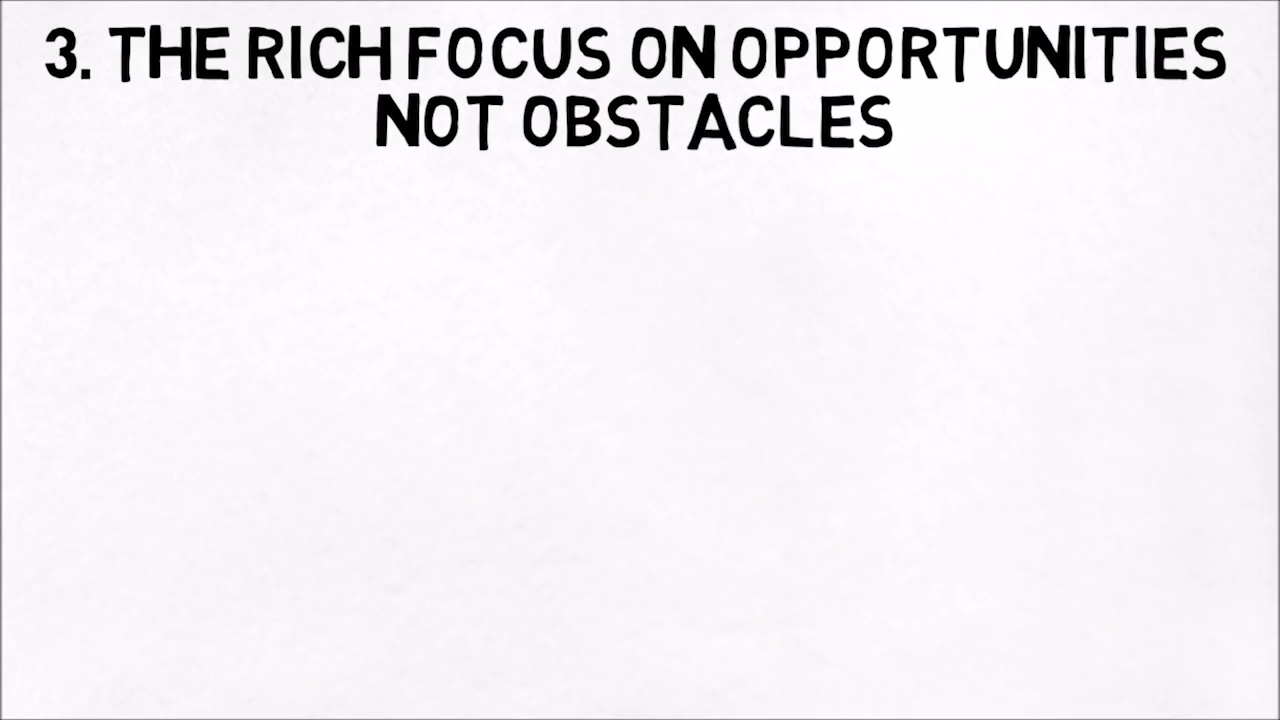 3. THE RICH FOCUS ON OPPORTUNITIES
NOT OBSTACLES